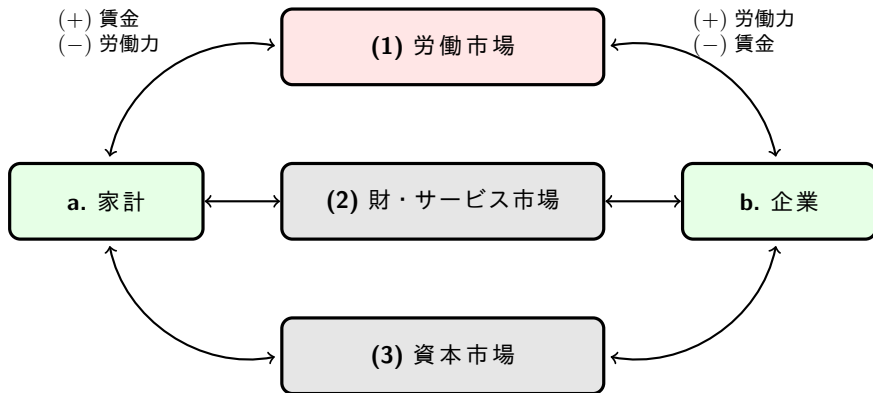 (+) 賃金
(−) 労働力
(1) 労働市場
(+) 労働力
(−) 賃金
a. 家計
(2) 財・サービス市場
b. 企業
(3) 資本市場